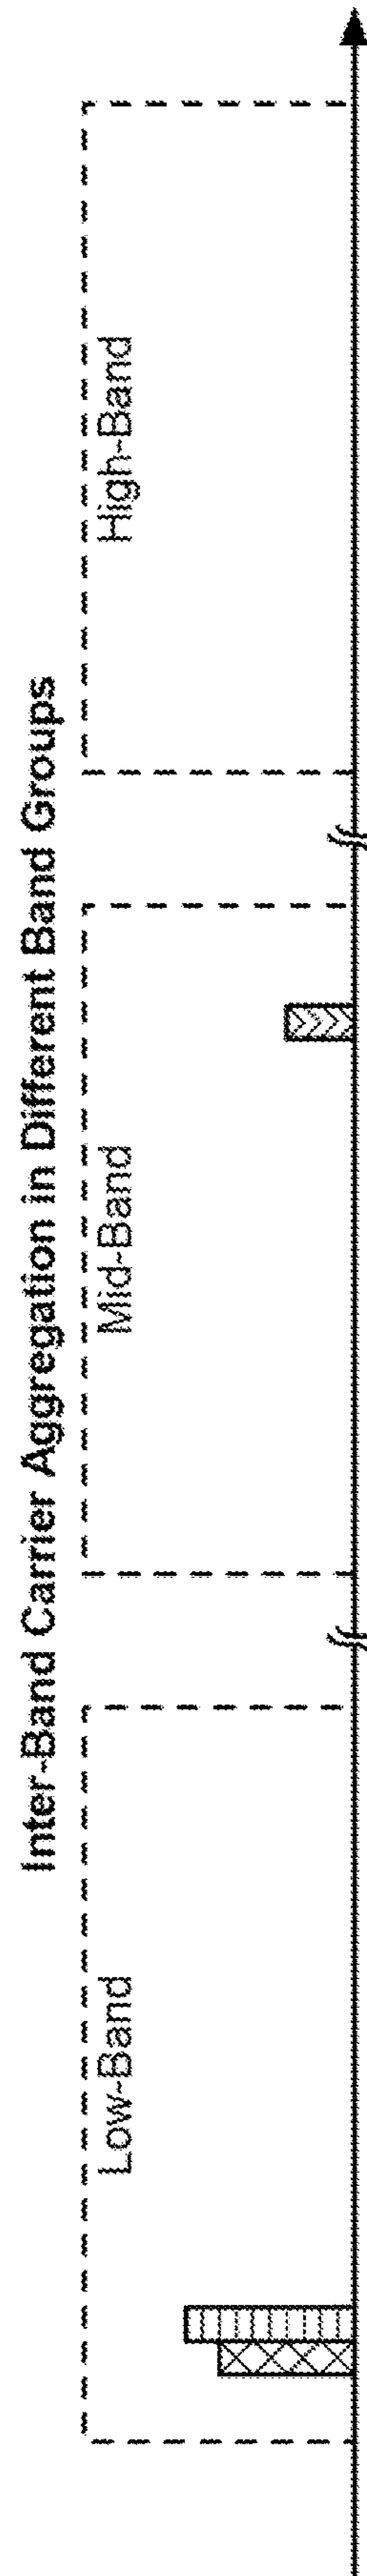 Inter-Band Carrier Aggregation in Different Band Groups
Low-Band
Mid-Band
High-Band